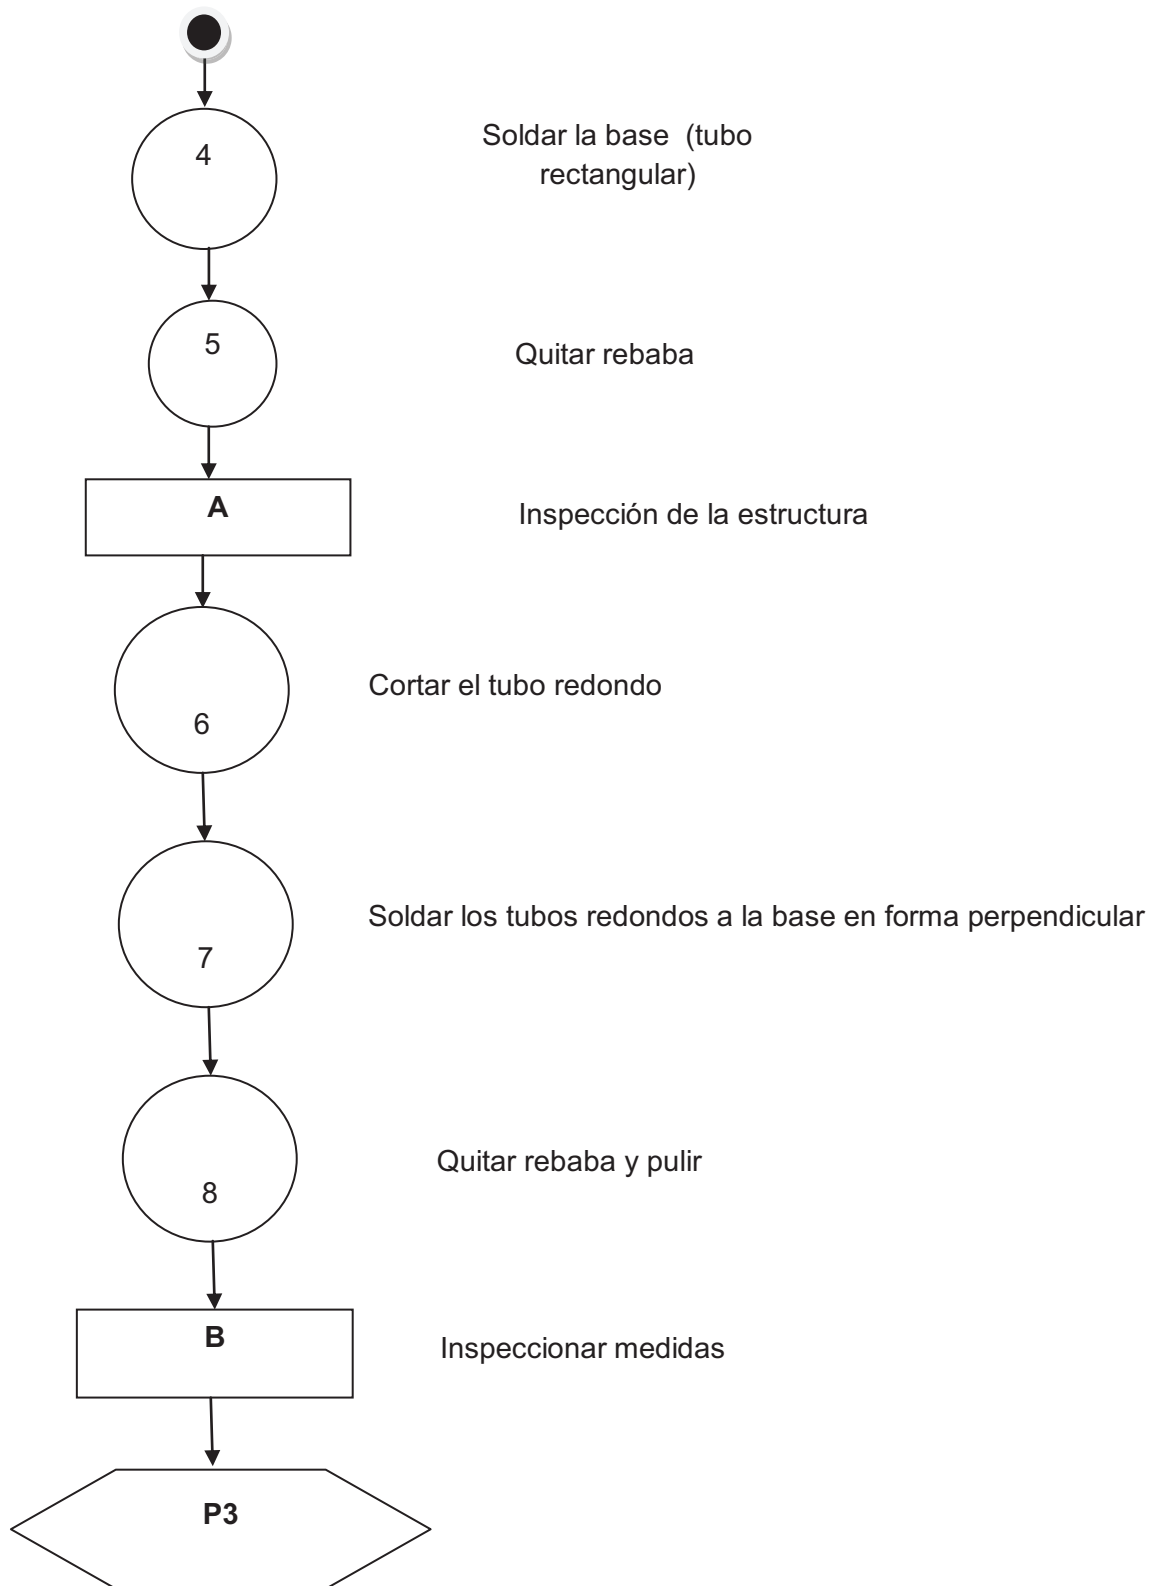 4
Soldar la base  (tubo
rectangular)
5
Quitar rebaba
A
Inspección de la estructura
Cortar el tubo redondo
6
Soldar los tubos redondos a la base en forma perpendicular
7
Quitar rebaba y pulir
8
B
Inspeccionar medidas
P3